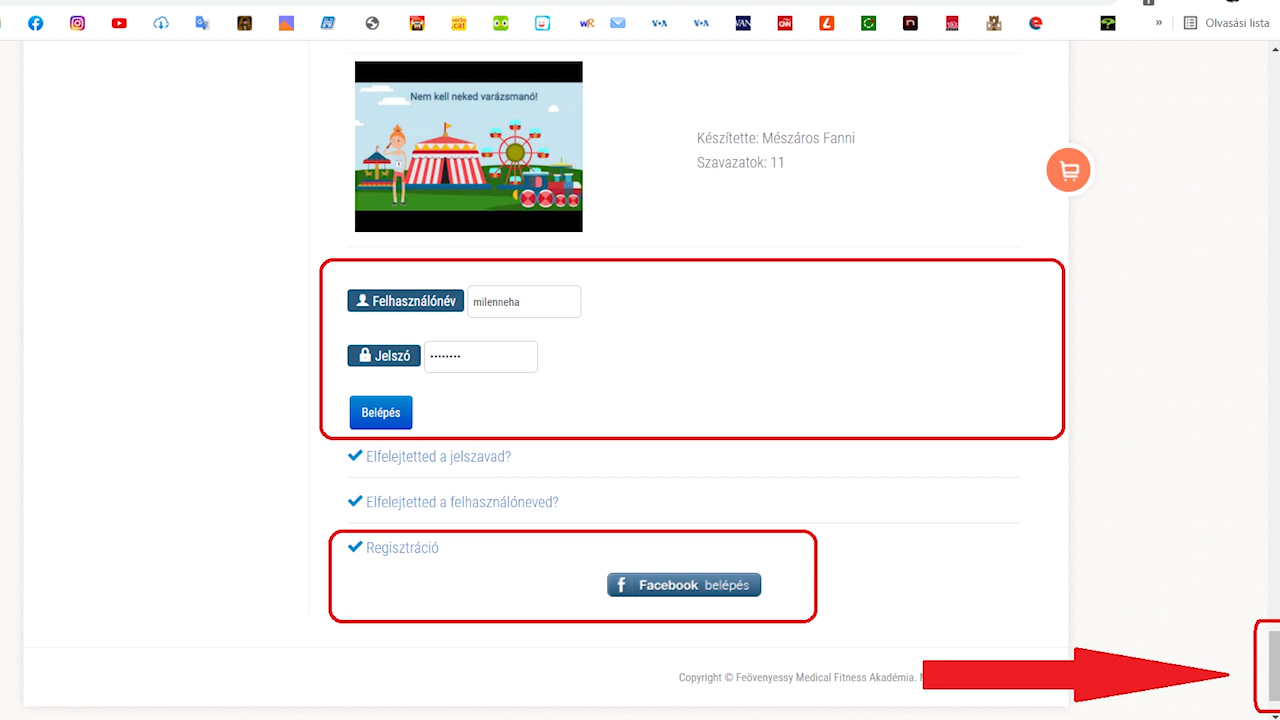 Olvasási lista
Nem kell neked varázsmanó!
Készítette: Mészáros Fanni
Szavazatok: 11
Felhasználónév milenneha
Jelszó
Belépés
Elfelejtetted a jelszavad?
Elfelejtetted a felhasználóneved?
Regisztráció
Facebook belépés
Copyright © Feövenyessy Medical Fitness Akadémia.